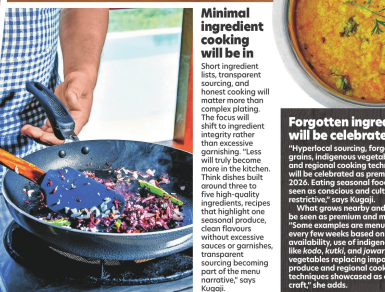 Minimal
ingredient
cooking
will be in
Short ingredient
lists, transparent
sourcing, and
honest cooking will
matter more than
complex plating.
The focus will
shift to ingredient
integrity rather
than excessive
garnishing. “Less
will truly become
more in the kitchen.
Think dishes built
around three to
five high-quality
ingredients, recipes
that highlight one
seasonal produce,
clean flavours
without excessive
sauces or garnishes,
transparent
sourcing becoming
part of the menu
narrative,” says
Kugaji.
Forgotten ingre
will be celebrate
“Hyperlocal sourcing, forg
grains, indigenous vegetab
and regional cooking techn
will be celebrated as prem
2026. Eating seasonal food
seen as conscious and cult
restrictive,” says Kugaji.
What grows nearby and
be seen as premium and m
“Some examples are menu
every few weeks based on
availability, use of indigen
like kodo, kutki, and jowar
vegetables replacing impo
produce and regional cook
techniques showcased as
craft,” she adds.